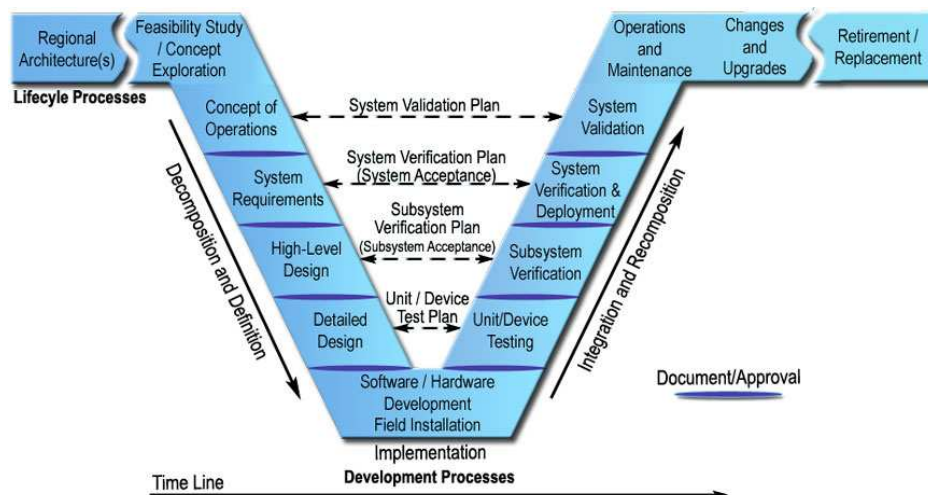 Regional
Architecture(s)
Feasibility Study
/ Concept
Exploration
Operations
and
Maintenance
Changes
and
Upgrades
Retirement /
Replacement
Lifecyle Processes
Concept of
Operations
System Validation Plan
System
Validation
System
Requirements
System Verification Plan
(System Acceptance)
System
Verification &
Deployment
High-Level
Design
Subsystem
Verification Plan
(Subsystem Acceptance)
Subsystem
Verification
Detailed
Design
Unit / Device
Test Plan
Unit/Device
Testing
Decomposition and Definition
Integration and Recomposition
Software / Hardware
Development
Field Installation
Document/Approval
Implementation
Development Processes
Time Line